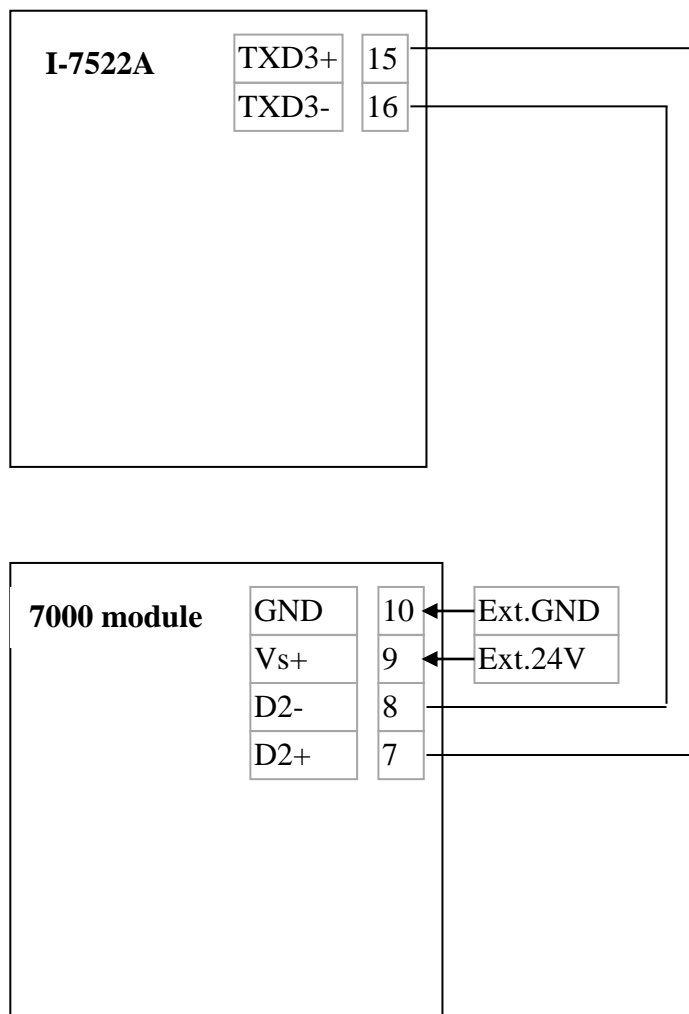 I-7522A TXD3+ 15
TXD3- 16
7000 module GND 10 Ext.GND
Vs+ 9 Ext.24V
D2- 8
D2+ 7